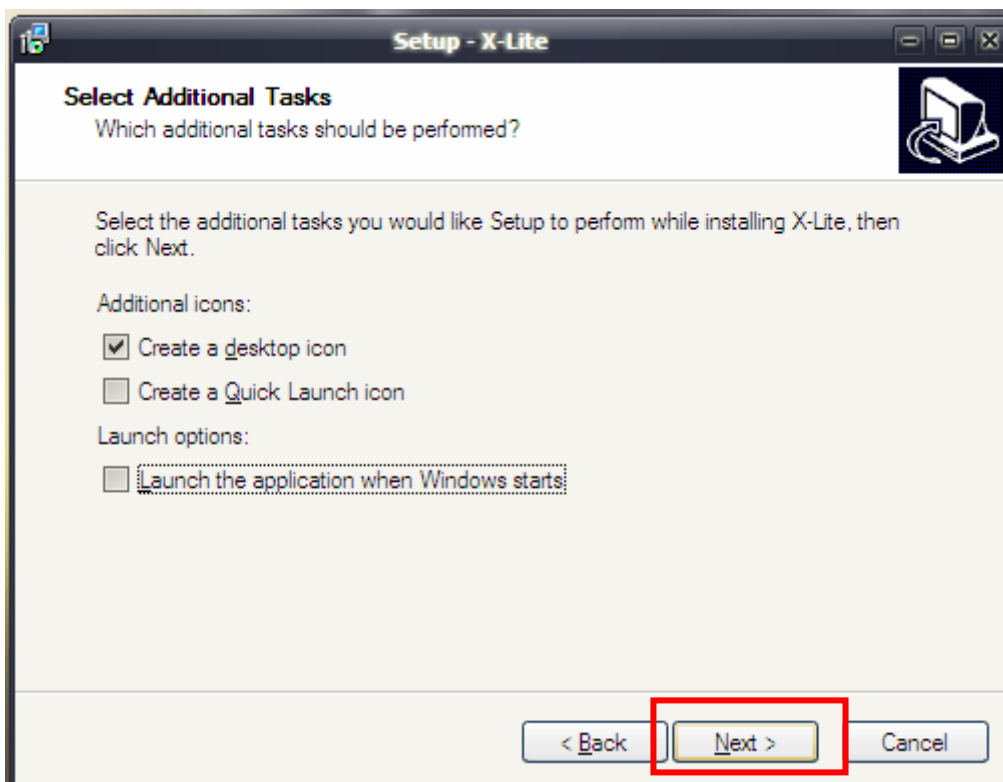 Setup - X-Lite
Select Additional Tasks
Which additional tasks should be performed?
Select the additional tasks you would like Setup to perform while installing X-Lite, then
click Next.
Additional icons:
Create a desktop icon
Create a Quick Launch icon
Launch options:
Launch the application when Windows starts
< Back Next > Cancel